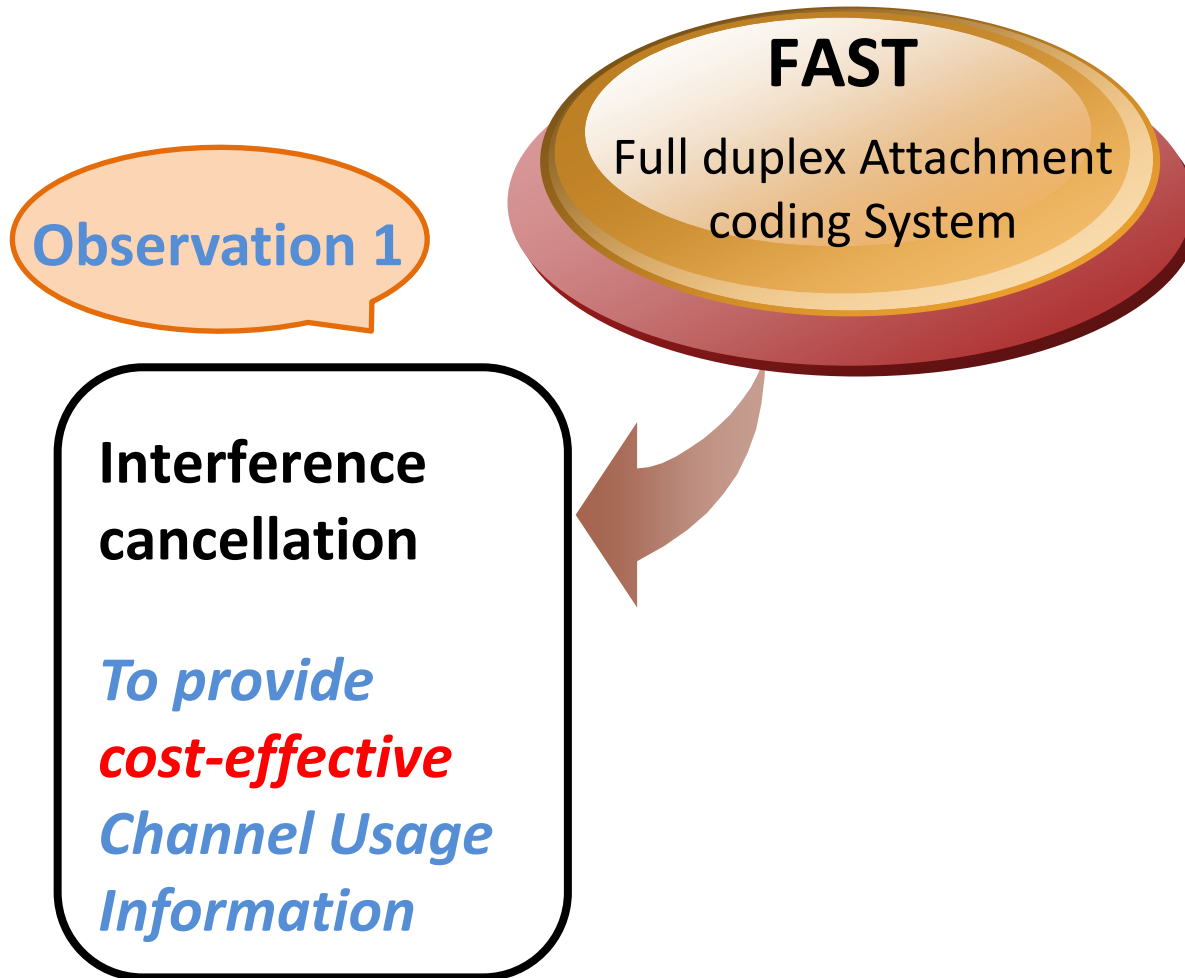 FAST
Full duplex Attachment
coding System
Observation 1
Interference
cancellation
To provide
cost-effective
Channel Usage
Information